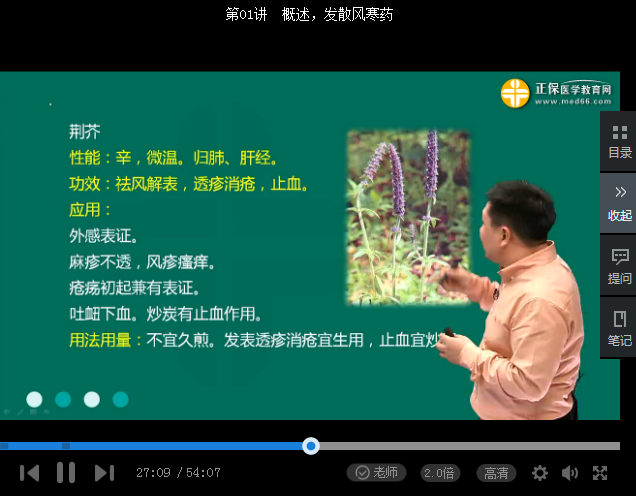 第01讲 概述，发散风寒药
正保医学教育网
www.med66.com
荆芥
性能：辛，微温。归肺、肝经。
功效：祛风解表，透疹消疮，止血。
应用：
外感表证。
麻疹不透，风疹瘙痒。
疮疡初起兼有表证。
吐衄下血。炒炭有止血作用。
用法用量：不宜久煎。发表透疹消疮宜生用，止血宜炒
目录
收起
提问
笔记
27:09 / 54:07
老师
2.0倍
高清